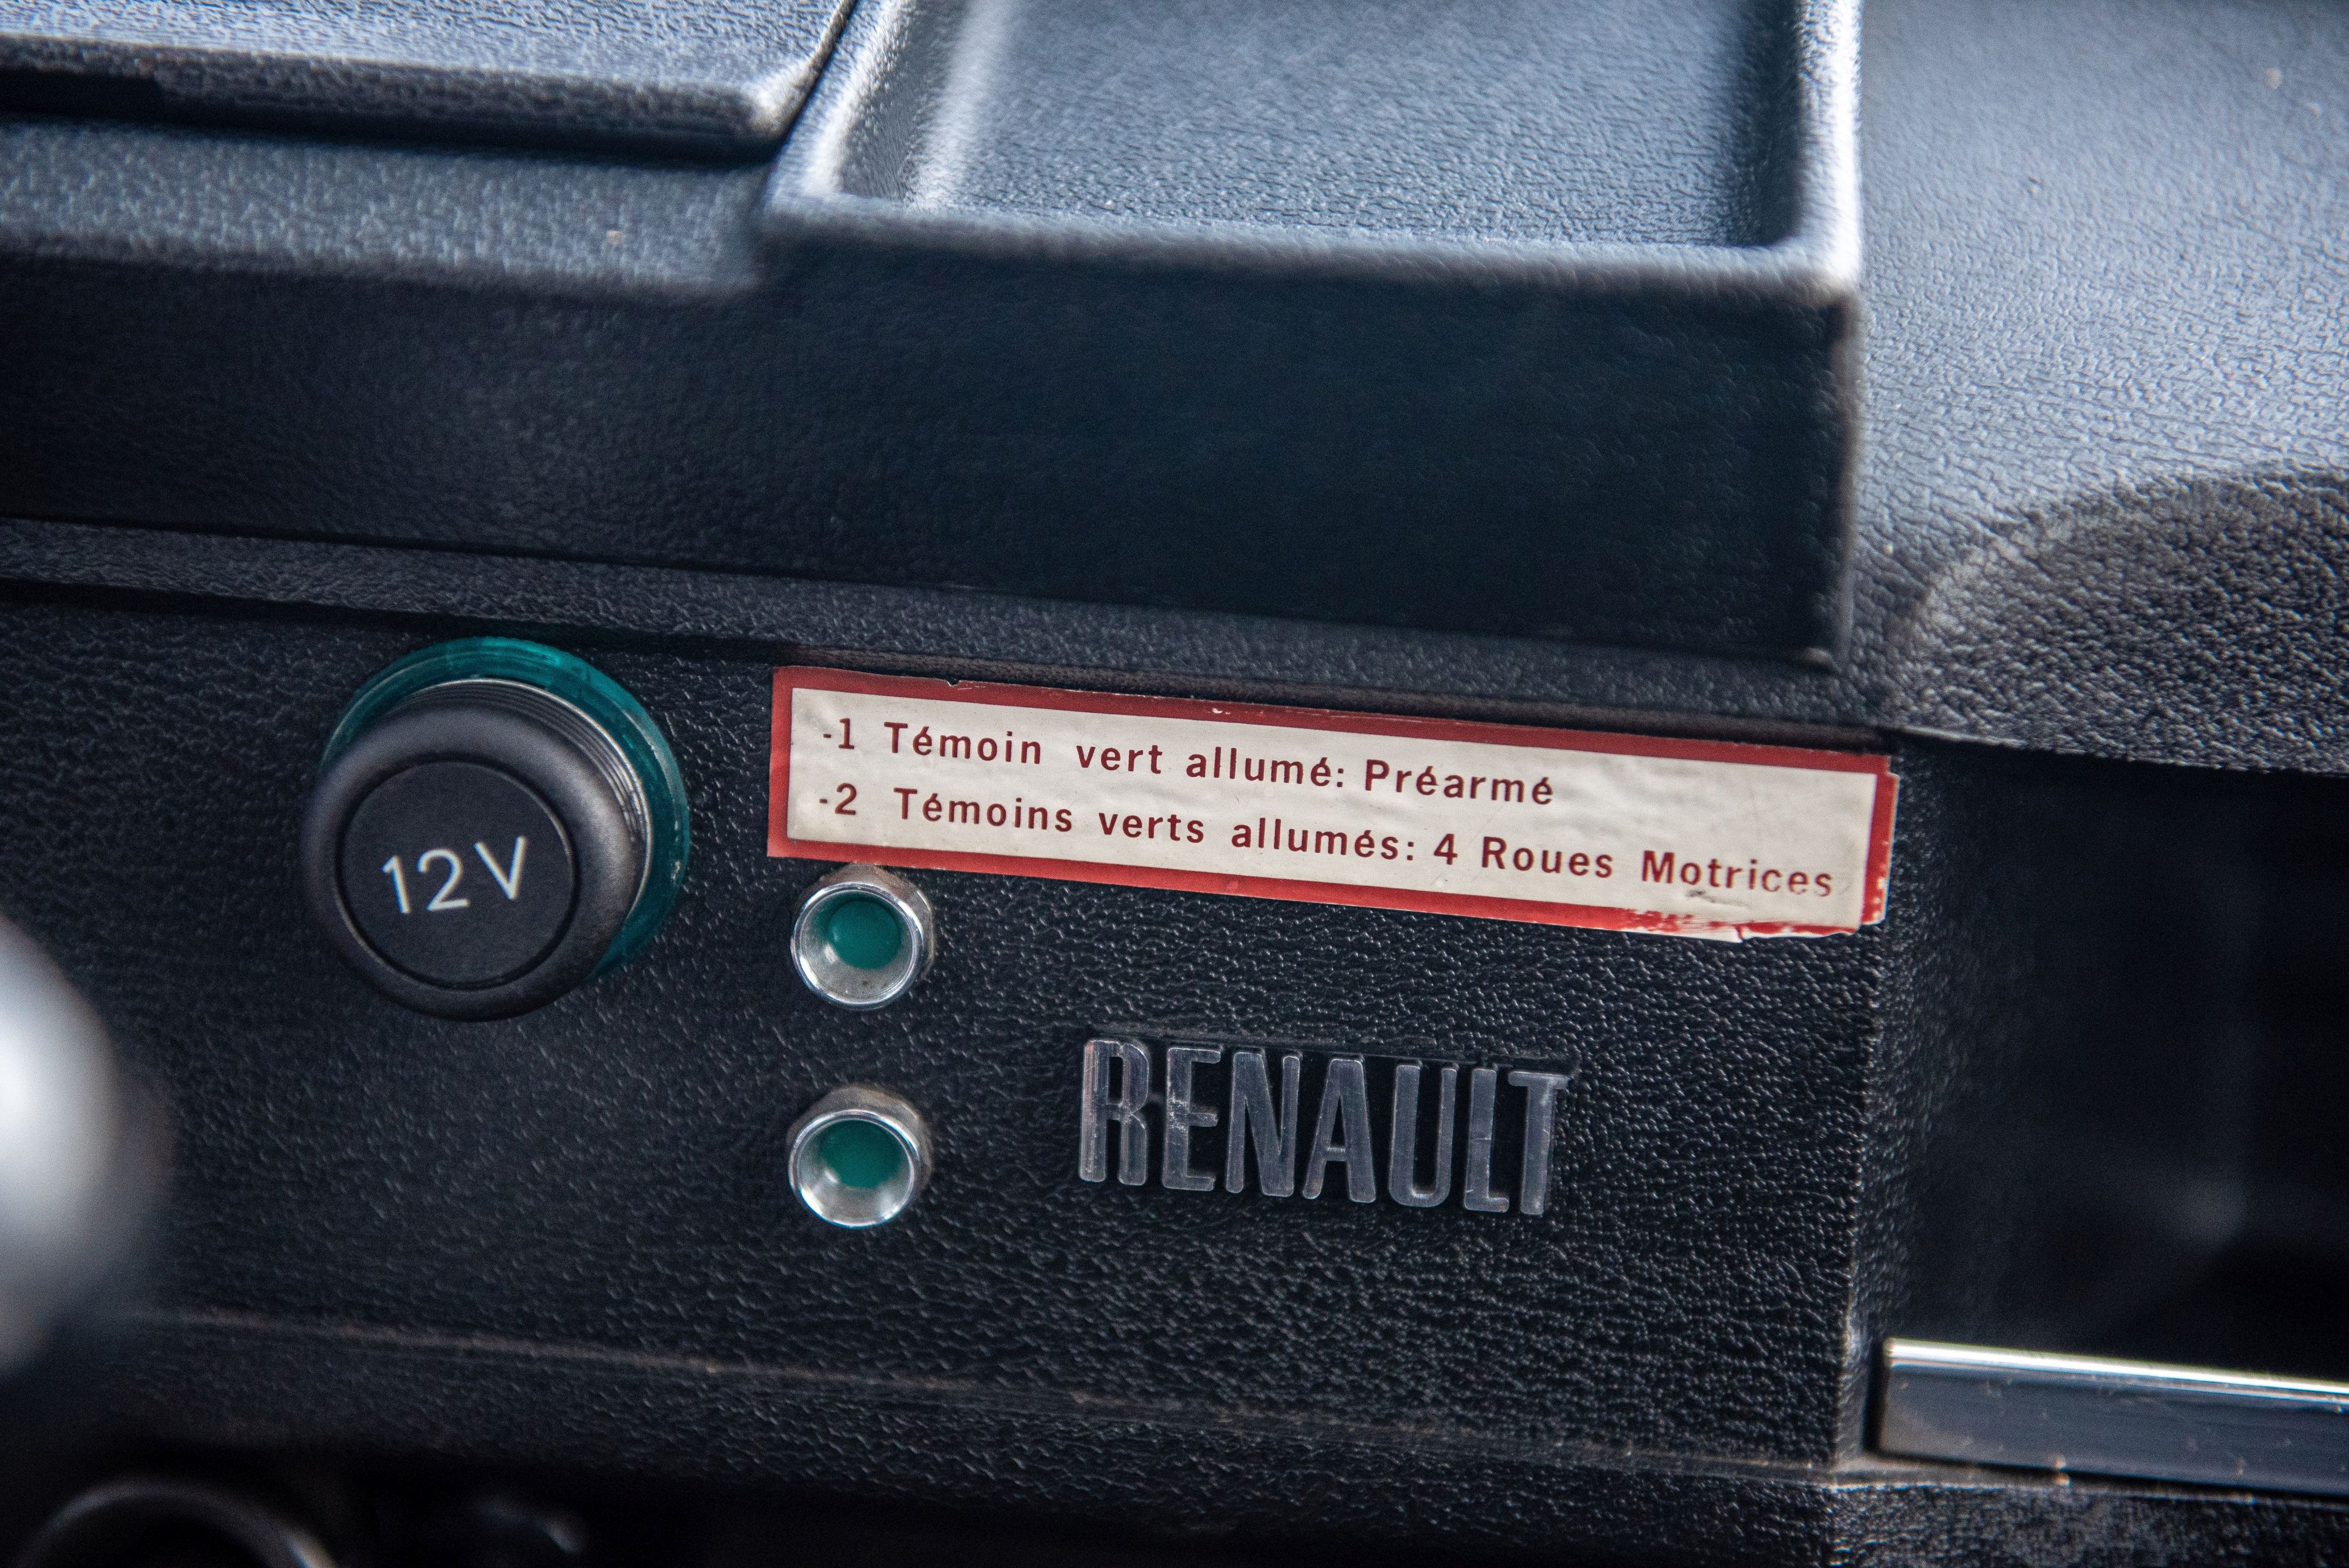 -1 Témoin vert allumé: Préarmé
-2 Témoins verts allumés: 4 Roues Motrices
12V
RENAULT